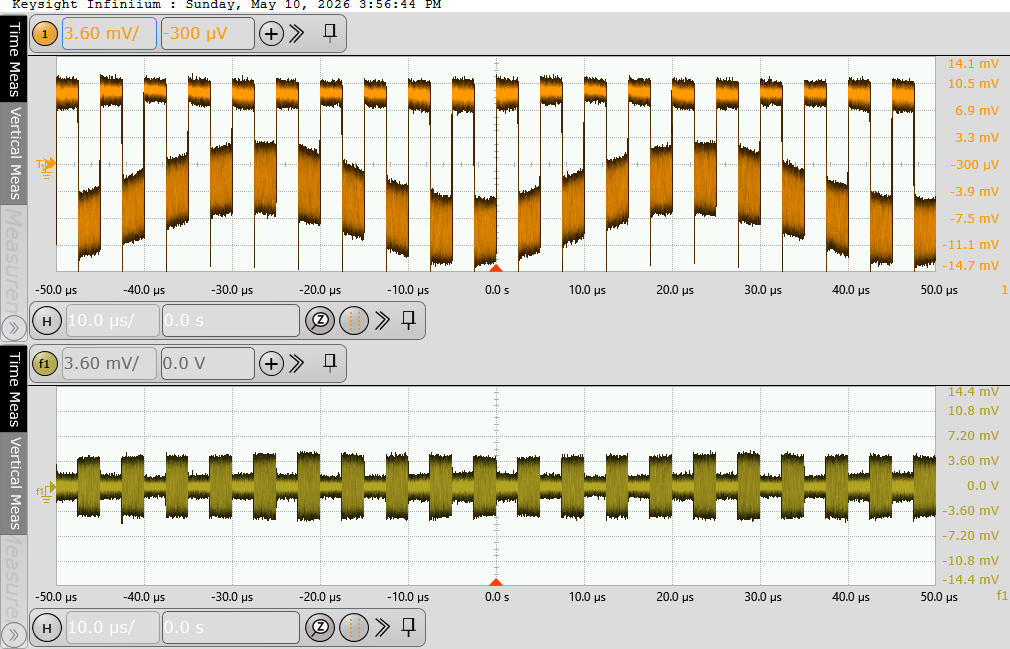 Keysight Infiniium : Sunday, May 10, 2026 3:56:44 PM
Time Meas
Vertical Meas
Measuren
1
3.60 mV/
-300 µV
14.1 mV
10.5 mV
6.9 mV
3.3 mV
-300 µV
-3.9 mV
-7.5 mV
-11.1 mV
-14.7 mV
-50.0 µs
-40.0 µs
-30.0 µs
-20.0 µs
-10.0 µs
0.0 s
10.0 µs
20.0 µs
30.0 µs
40.0 µs
50.0 µs
1
H
10.0 µs/
0.0 s
Z
Time Meas
Vertical Meas
Measuren
f1
3.60 mV/
0.0 V
14.4 mV
10.8 mV
7.20 mV
3.60 mV
0.0 V
-3.60 mV
-7.20 mV
-10.8 mV
-14.4 mV
f1
-50.0 µs
-40.0 µs
-30.0 µs
-20.0 µs
-10.0 µs
0.0 s
10.0 µs
20.0 µs
30.0 µs
40.0 µs
50.0 µs
f1
H
10.0 µs/
0.0 s
Z